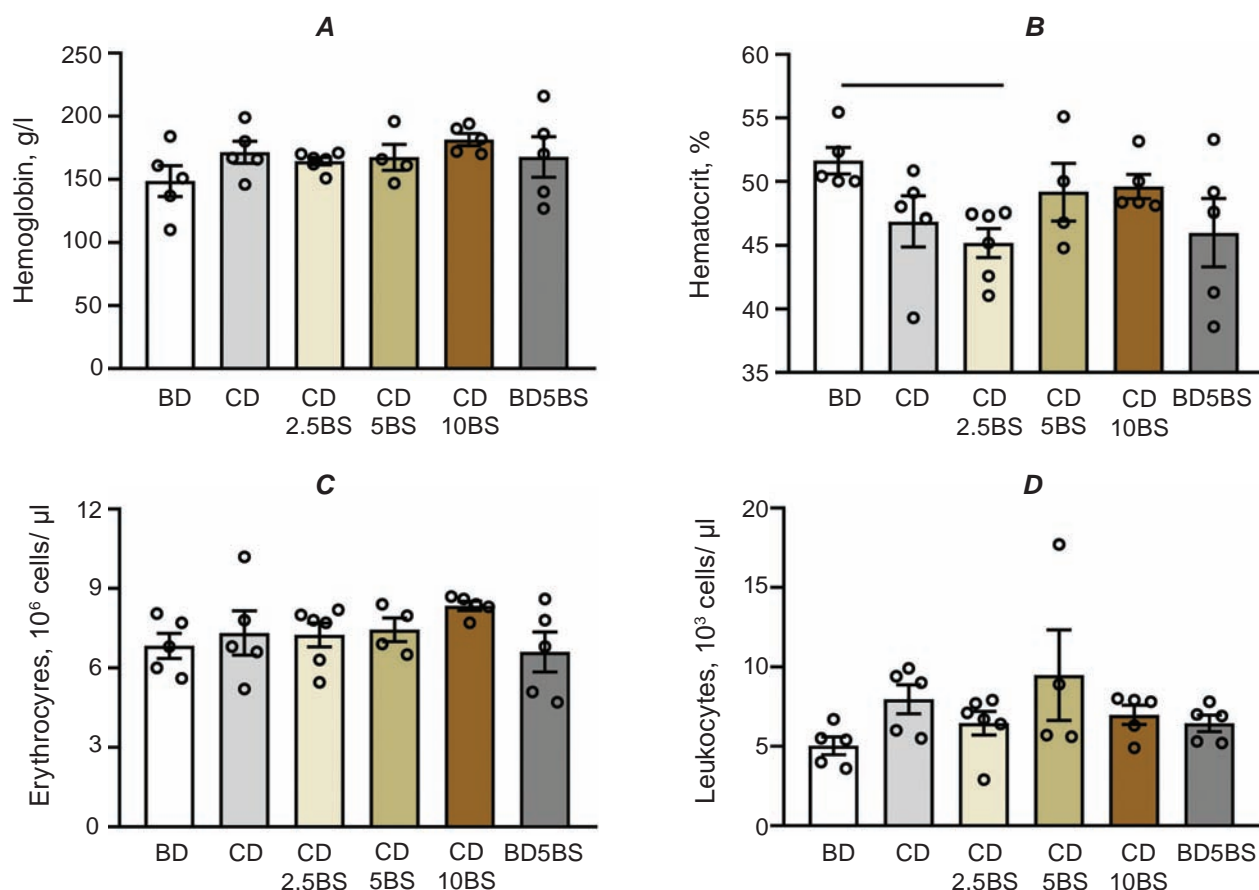 A
Hemoglobin, g/l
250
200
150
100
50
0
BD CD CD CD CD BD5BS
2.5BS 5BS 10BS
B
Hematocrit, %
60
55
50
45
40
35
BD CD CD CD CD BD5BS
2.5BS 5BS 10BS
C
Erythrocyres, 10⁶ cells/ µl
12
9
6
3
0
BD CD CD CD CD BD5BS
2.5BS 5BS 10BS
D
Leukocytes, 10³ cells/ µl
20
15
10
5
0
BD CD CD CD CD BD5BS
2.5BS 5BS 10BS